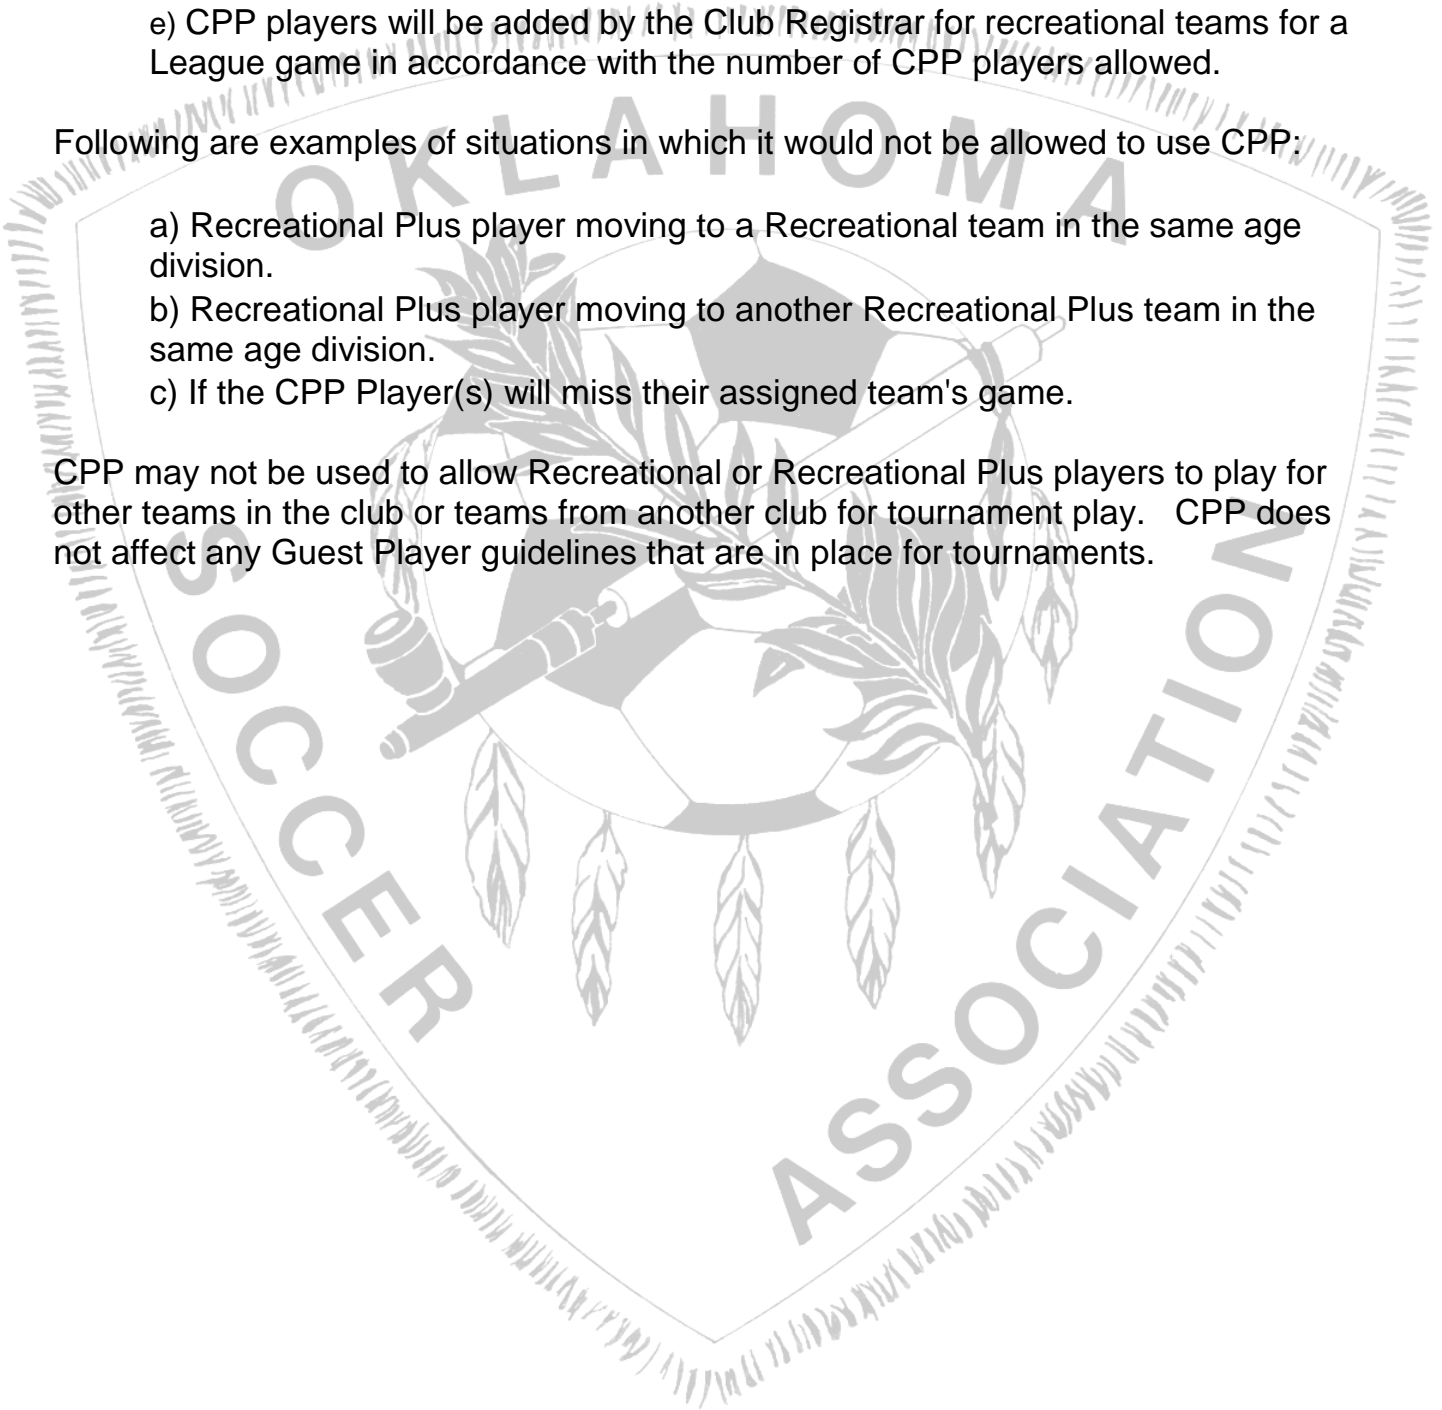 e) CPP players will be added by the Club Registrar for recreational teams for a
League game in accordance with the number of CPP players allowed.
Following are examples of situations in which it would not be allowed to use CPP:
a) Recreational Plus player moving to a Recreational team in the same age
division.
b) Recreational Plus player moving to another Recreational Plus team in the
same age division.
c) If the CPP Player(s) will miss their assigned team's game.
CPP may not be used to allow Recreational or Recreational Plus players to play for
other teams in the club or teams from another club for tournament play.   CPP does
not affect any Guest Player guidelines that are in place for tournaments.
OKLAHOMA
SOCCER
ASSOCIATION